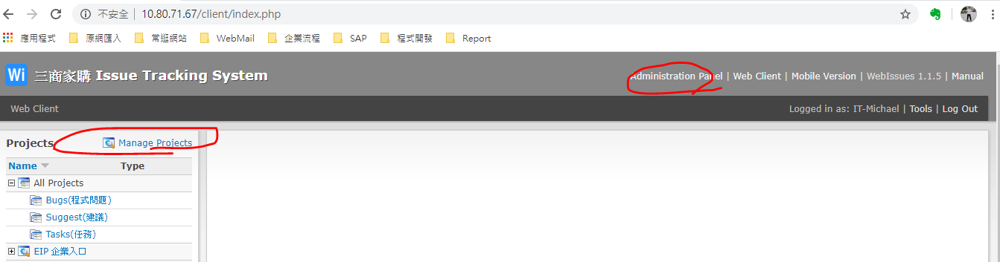 不安全 | 10.80.71.67/client/index.php
應用程式 原網匯入 常逛網站 WebMail 企業流程 SAP 程式開發 Report
Wi 三商家購 Issue Tracking System
Administration Panel | Web Client | Mobile Version | WebIssues 1.1.5 | Manual
Web Client
Logged in as: IT-Michael | Tools | Log Out
Projects Manage Projects
Name Type
All Projects
Bugs(程式問題)
Suggest(建議)
Tasks(任務)
EIP 企業入口